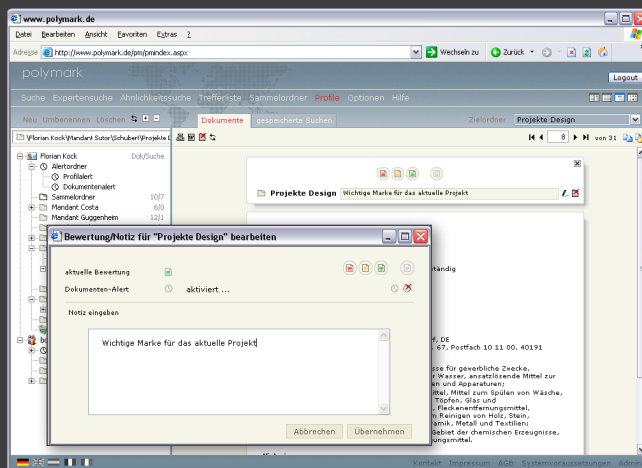 www.polymark.de
Datei Bearbeiten Ansicht Favoriten Extras ?
Adresse http://www.polymark.de/pm/pmindex.aspx Wechseln zu Zurück
polymark
Logout
Suche Expertensuche Ähnlichkeitssuche Trefferliste Sammelordner Profile Optionen Hilfe
Neu Umbenennen Löschen Dokumente gespeicherte Suchen Zielordner Projekte Design
\Florian Kock\Mandant Sutor\Schubert\Projekte D 8 von 31
Florian Kock Dok/Suche
Alertordner
Profilalert
Dokumentenalert
Sammelordner 10/7
Mandant Costa 6/0
Mandant Guggenheim 12/1
Projekte Design Wichtige Marke für das aktuelle Projekt
Bewertung/Notiz für "Projekte Design" bearbeiten
aktuelle Bewertung
Dokumenten-Alert aktiviert ...
Notiz eingeben
Wichtige Marke für das aktuelle Projekt
Abbrechen Übernehmen
tändig
f, DE
. 67, Postfach 10 11 00, 40191
sse für gewerbliche Zwecke,
r Wasser, ansatzlösende Mittel zur
en und Apparaturen;
ittel, Mittel zum Spülen von Wäsche,
Töpfen, Glas und
, Fleckenentfernungsmittel,
m Reinigen von Holz, Stein,
ramik, Metall und Textilien;
Gebiet der chemischen Erzeugnisse,
ungsmittel.
Kontakt Impressum AGB Systemvoraussetzungen Admin